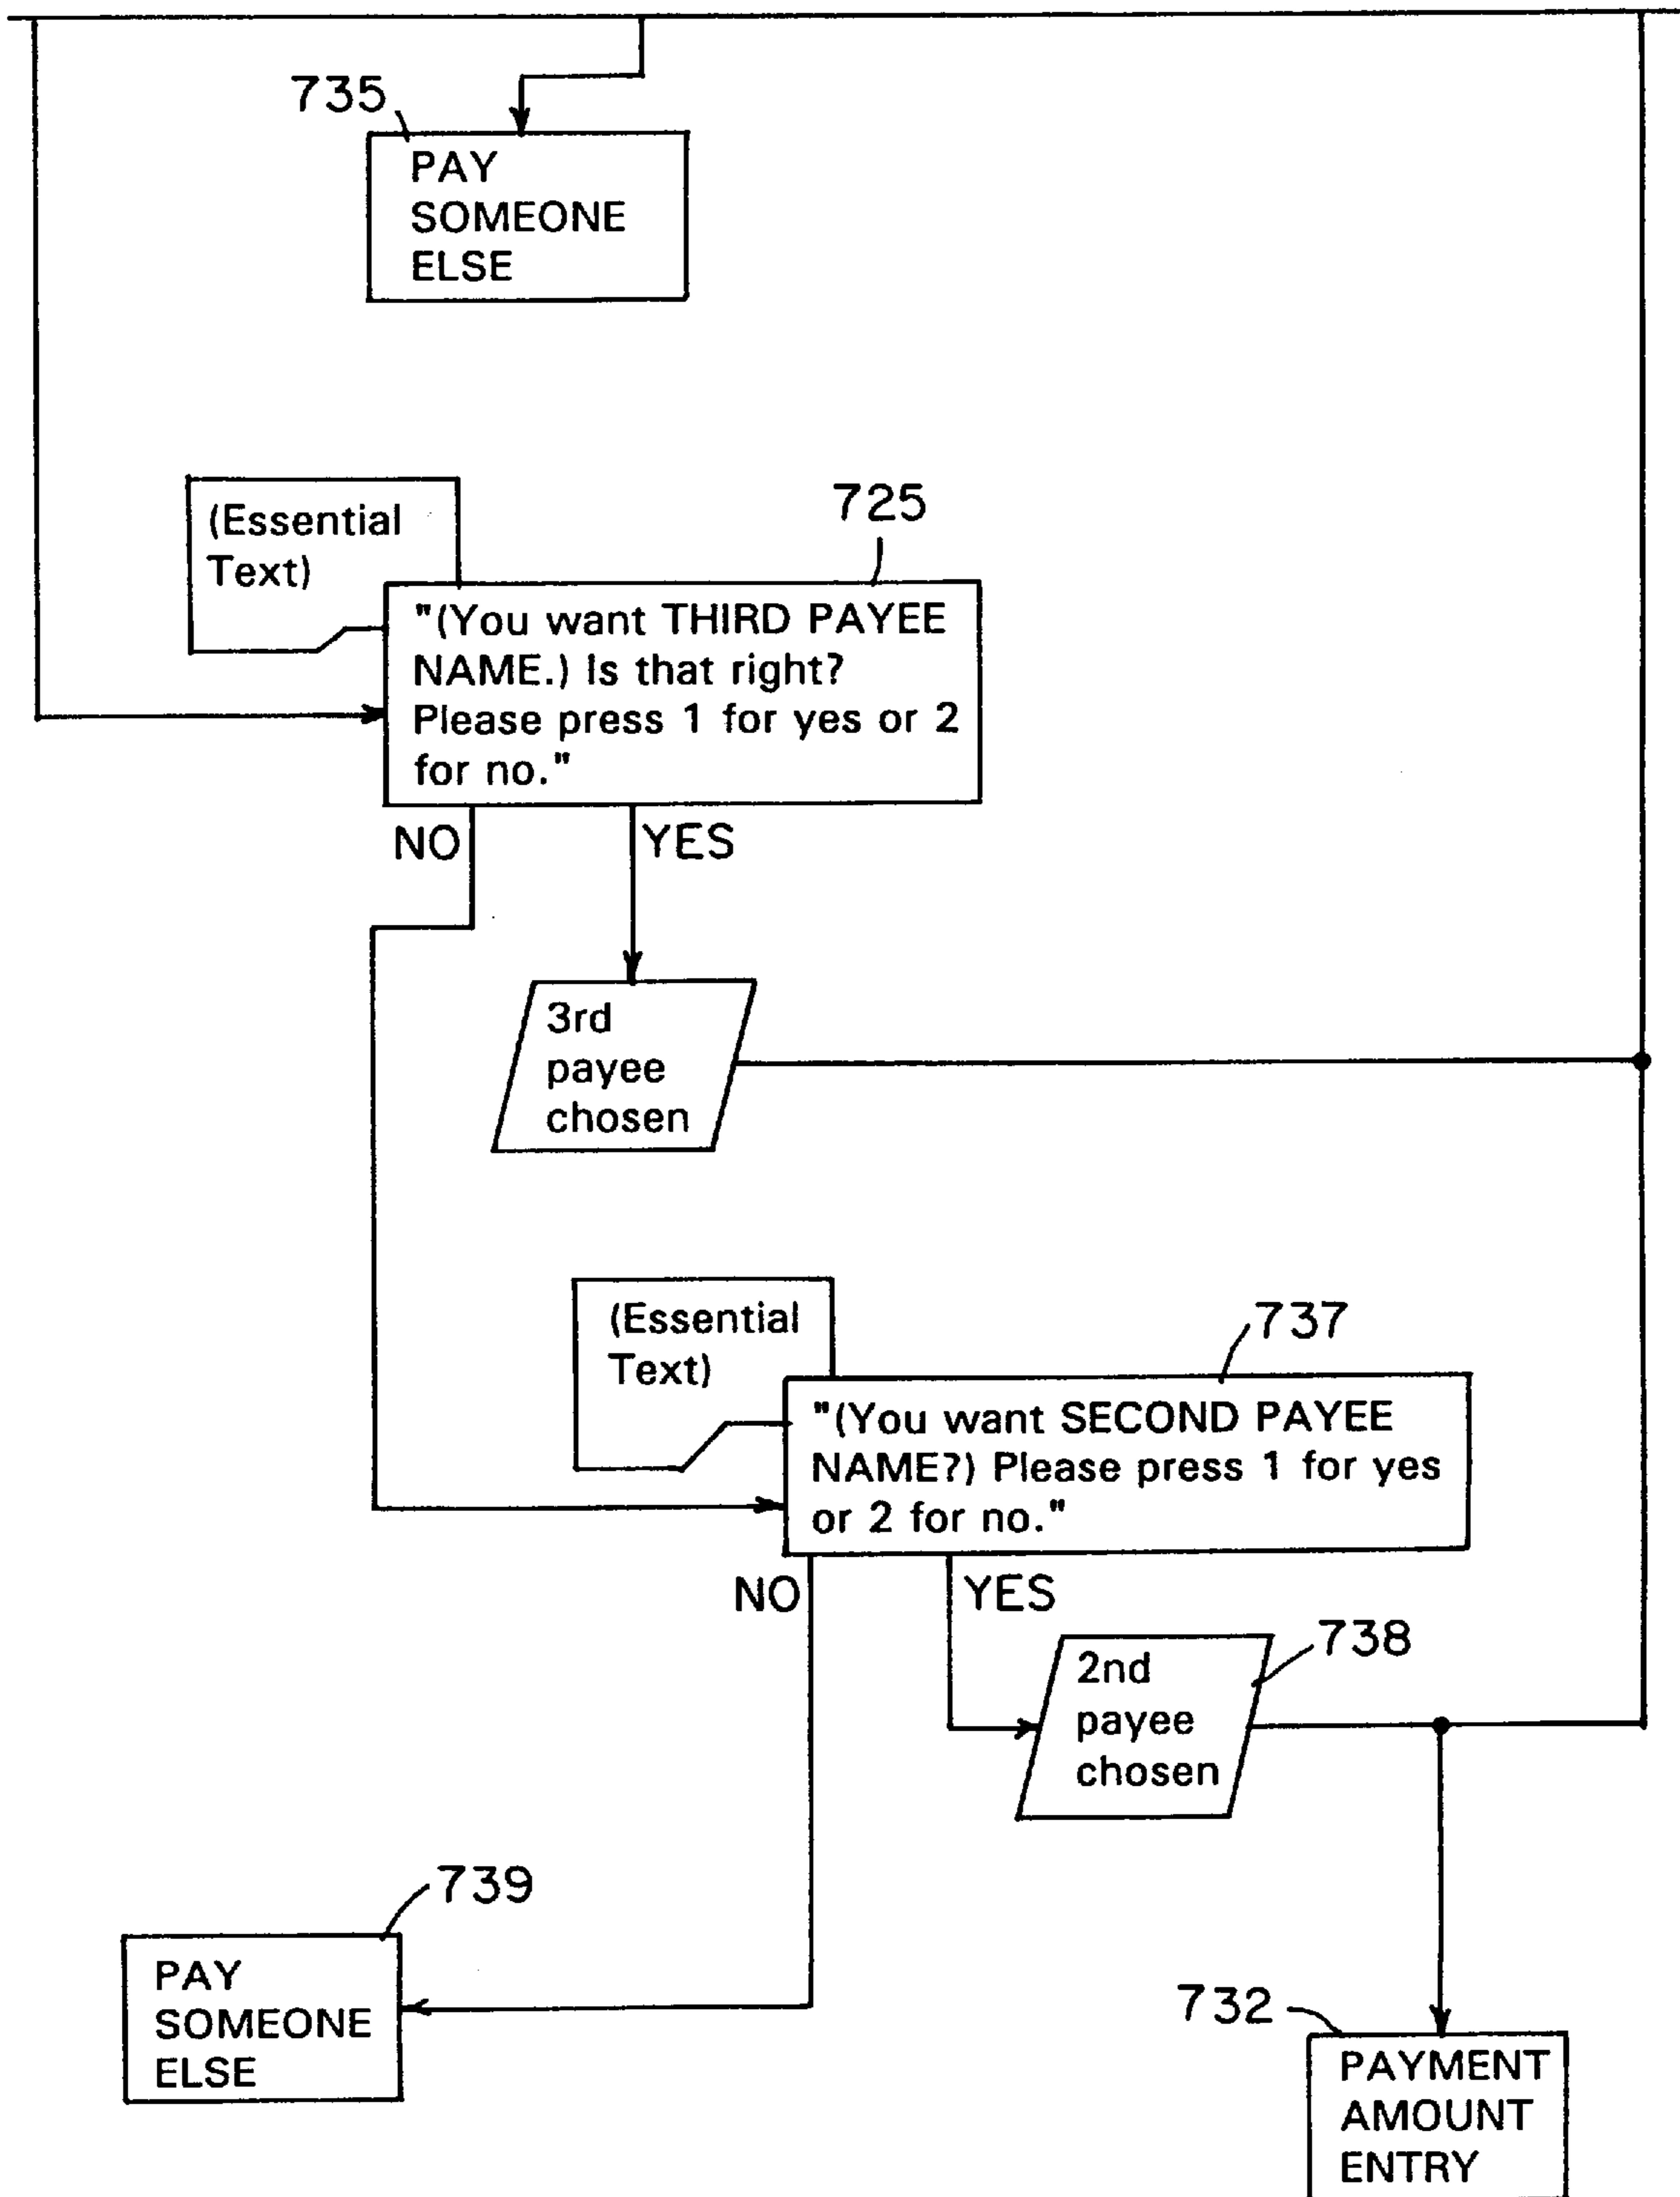 735
PAY
SOMEONE
ELSE
(Essential
Text)
725
"(You want THIRD PAYEE
NAME.) Is that right?
Please press 1 for yes or 2
for no."
NO
YES
3rd
payee
chosen
(Essential
Text)
737
"(You want SECOND PAYEE
NAME?) Please press 1 for yes
or 2 for no."
NO
YES
738
2nd
payee
chosen
739
PAY
SOMEONE
ELSE
732
PAYMENT
AMOUNT
ENTRY